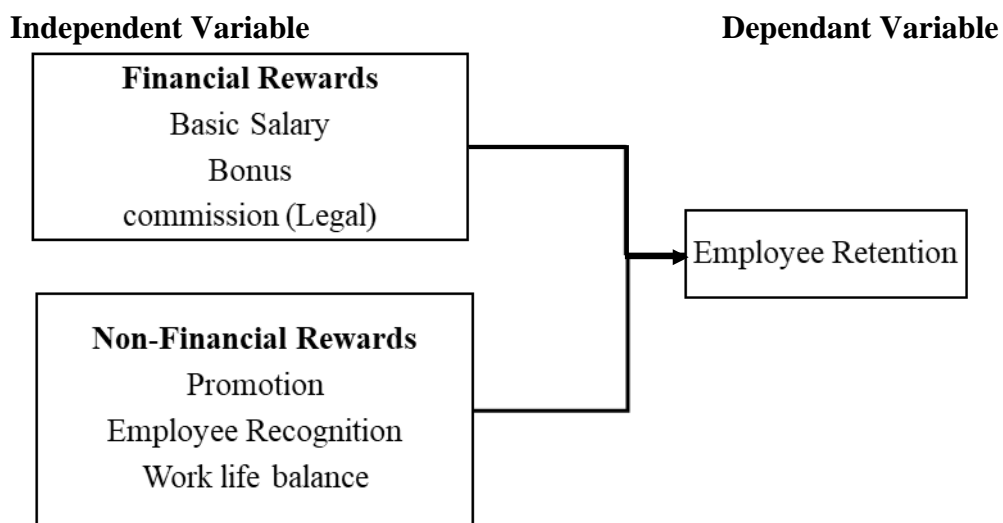 Independent Variable
Dependant Variable
Financial Rewards
Basic Salary
Bonus
commission (Legal)
Employee Retention
Non-Financial Rewards
Promotion
Employee Recognition
Work life balance